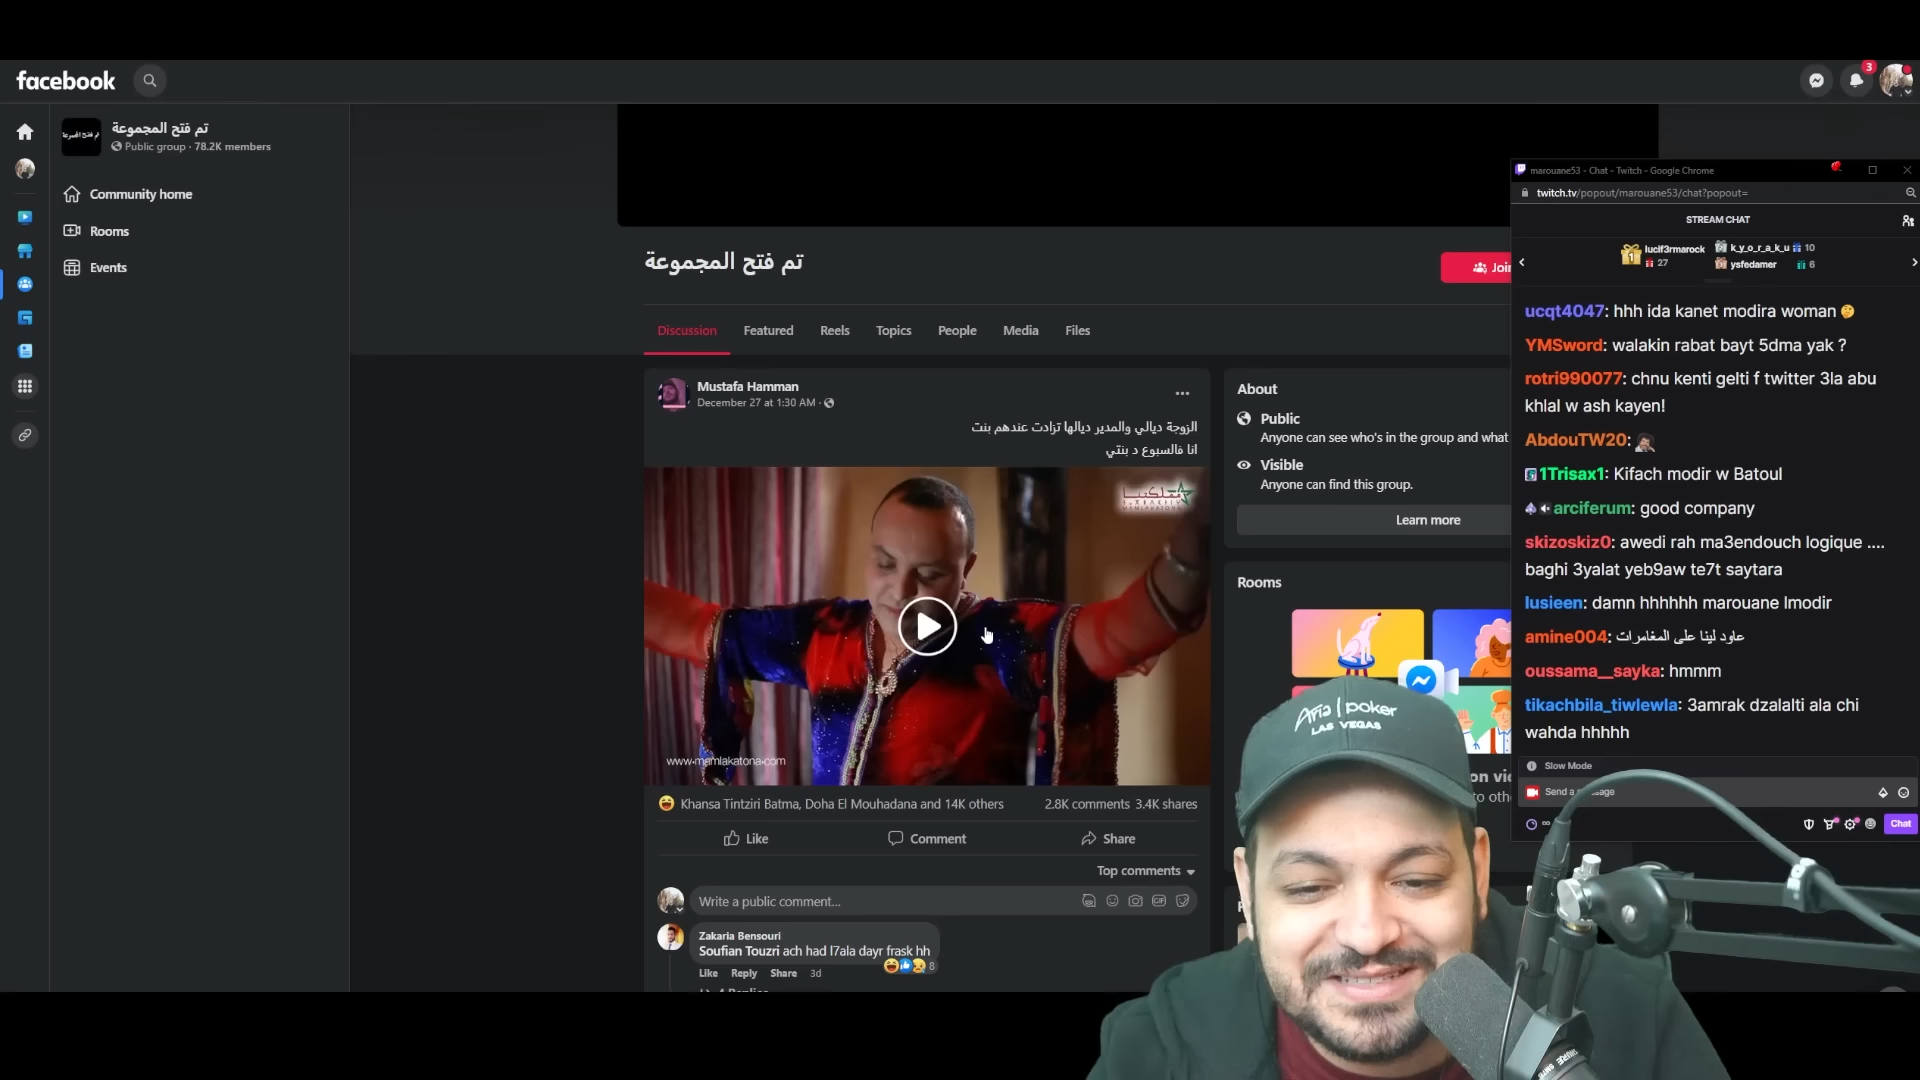 facebook
3
تم فتح المجموعة
Public group · 78.2K members
Community home
Rooms
Events
تم فتح المجموعة
Discussion
Featured
Reels
Topics
People
Media
Files
Mustafa Hamman
December 27 at 1:30 AM ·
الزوجة ديالي والمدير ديالها تزادت عندهم بنت
انا فالسبوع د بنتي
www.mamlakatona.com
Khansa Tintziri Batma, Doha El Mouhadana and 14K others
2.8K comments 3.4K shares
Like
Comment
Share
Top comments
Write a public comment...
Zakaria Bensouri
Soufian Touzri ach had l7ala dayr frask hh
8
Like Reply Share 3d
About
Public
Anyone can see who's in the group and what
Visible
Anyone can find this group.
Learn more
Rooms
marouane53 - Chat - Twitch - Google Chrome
twitch.tv/popout/marouane53/chat?popout=
STREAM CHAT
1
lucif3rmarock
27
k_y_o_r_a_k_u 10
ysfedamer 6
ucqt4047: hhh ida kanet modira woman
YMSword: walakin rabat bayt 5dma yak ?
rotri990077: chnu kenti gelti f twitter 3la abu
khlal w ash kayen!
AbdouTW20:
1Trisax1: Kifach modir w Batoul
arciferum: good company
skizoskiz0: awedi rah ma3endouch logique ....
baghi 3yalat yeb9aw te7t saytara
lusieen: damn hhhhhh marouane lmodir
amine004: عاود لينا على المغامرات
oussama__sayka: hmmm
tikachbila_tiwlewla: 3amrak dzalalti ala chi
wahda hhhhh
Slow Mode
Chat
Aria | poker
LAS VEGAS